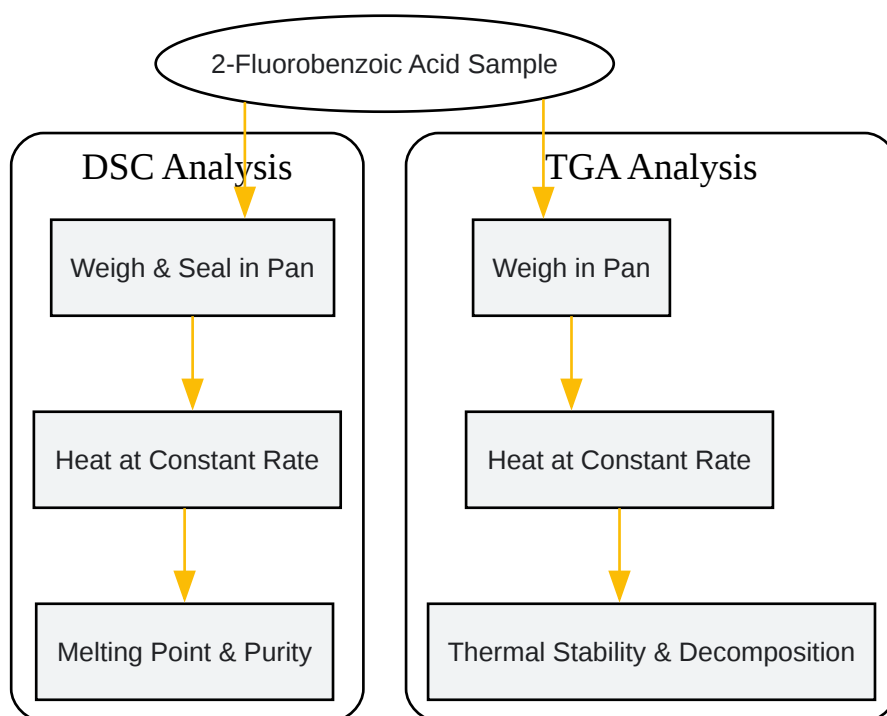 2-Fluorobenzoic Acid Sample
DSC Analysis
Weigh & Seal in Pan
Heat at Constant Rate
Melting Point & Purity
TGA Analysis
Weigh in Pan
Heat at Constant Rate
Thermal Stability & Decomposition